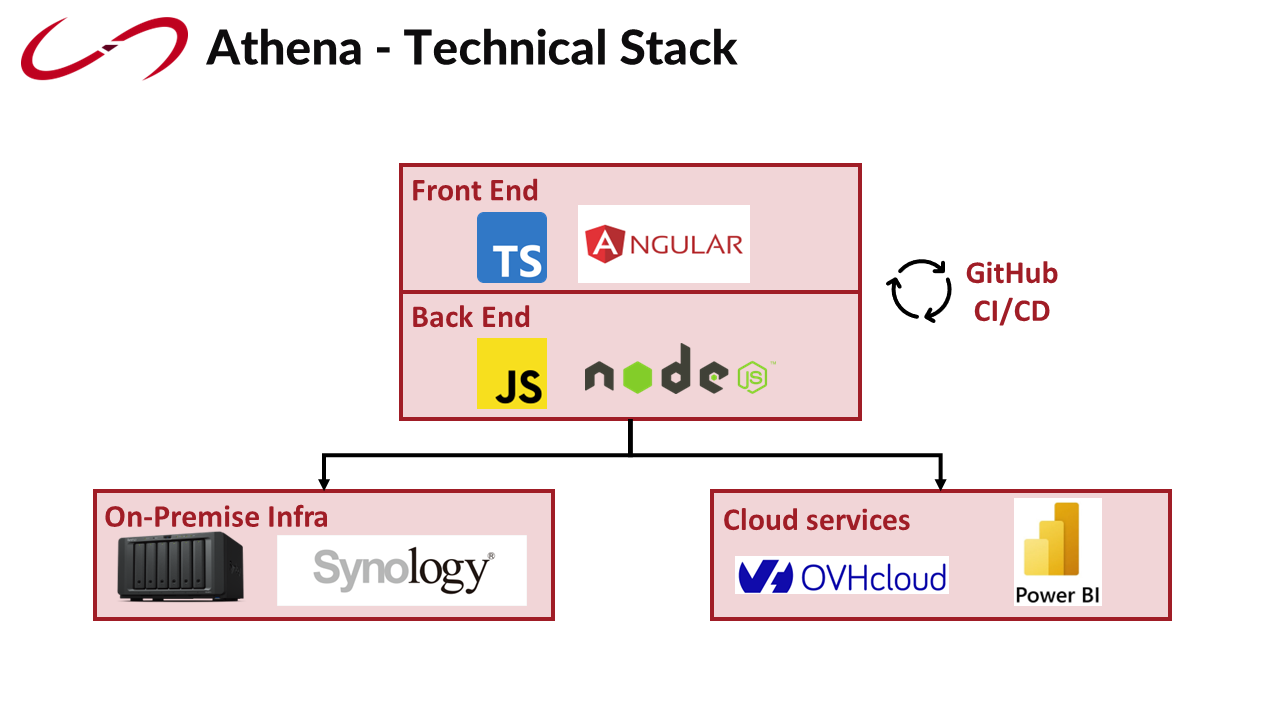 Athena - Technical Stack
Front End
TS
ANGULAR
GitHub
CI/CD
Back End
JS
node
JS
™
On-Premise Infra
Synology®
Cloud services
OVHcloud
Power BI